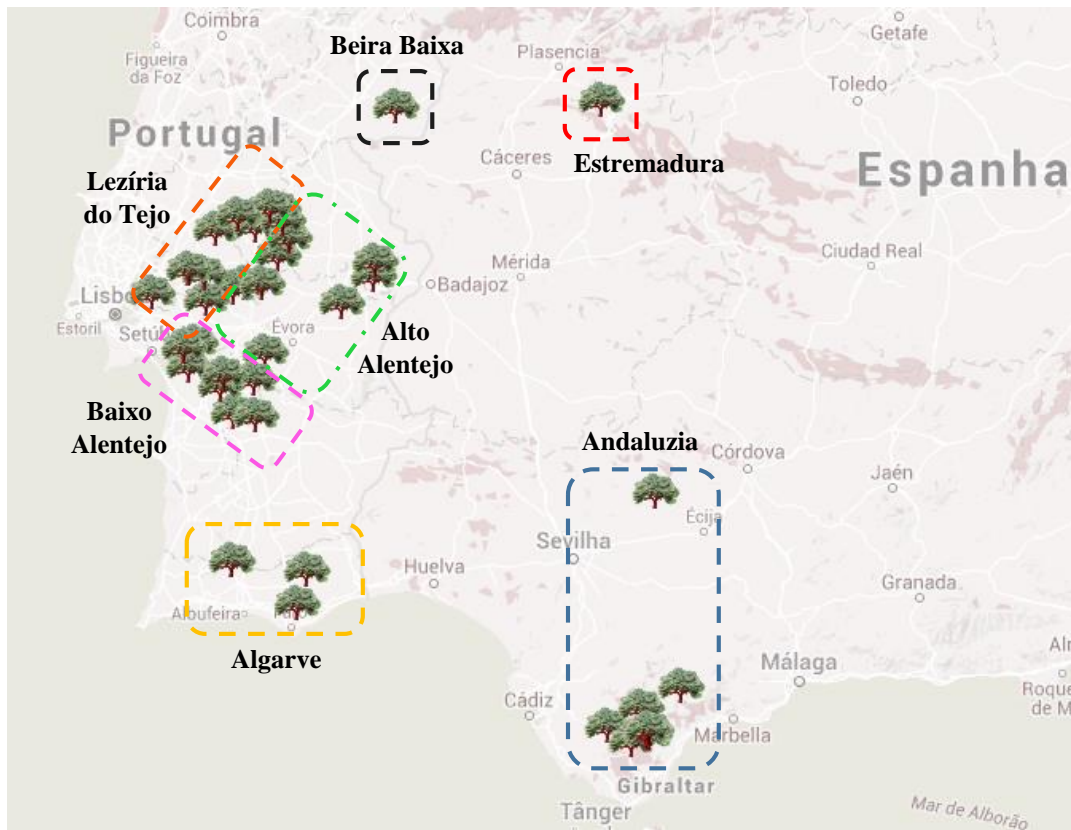 Coimbra
Getafe
Beira Baixa
Plasencia
Figueira
da Foz
Toledo
Portugal
Cáceres
Estremadura
Espanha
Lezíria
do Tejo
Ciudad Real
Mérida
Badajoz
Estoril
Évora
Alto
Alentejo
Baixo
Alentejo
Andaluzia
Córdova
Jaén
Écija
Sevilha
Huelva
Granada
Albufeira
Algarve
Málaga
Cádiz
Roque
de M
Marbella
Gibraltar
Tânger
Mar de Alborão